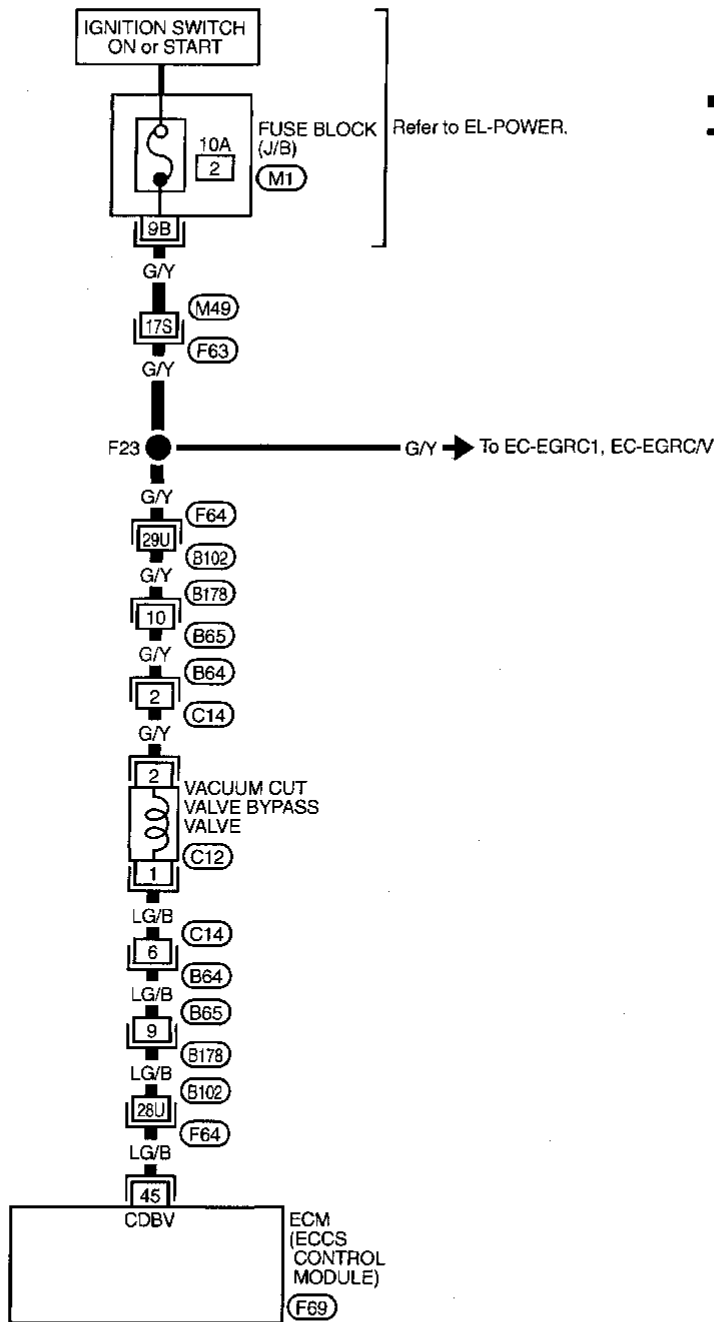 IGNITION SWITCH
ON or START
FUSE BLOCK
(J/B)
Refer to EL-POWER.
10A
2
M1
9B
G/Y
M49
17S
F63
G/Y
F23
G/Y
To EC-EGRC1, EC-EGRC/V
G/Y
F64
29U
B102
G/Y
B178
10
B65
G/Y
B64
2
C14
G/Y
2
VACUUM CUT
VALVE BYPASS
VALVE
C12
1
LG/B
C14
6
B64
LG/B
B65
9
B178
LG/B
B102
28U
F64
LG/B
45
CDBV
ECM
(ECCS
CONTROL
MODULE)
F69